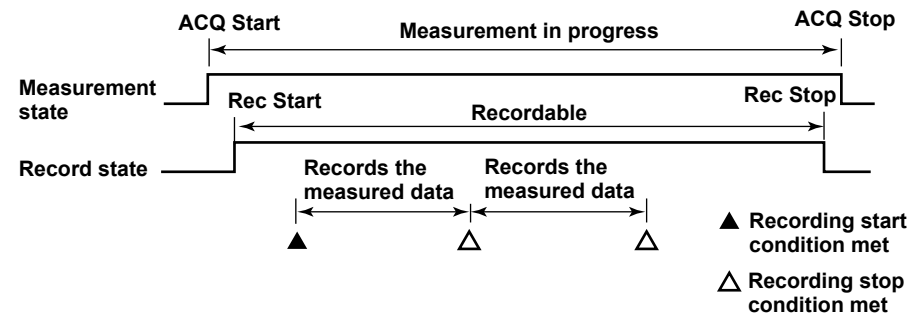 ACQ Start
ACQ Stop
Measurement in progress
Measurement
state
Rec Start
Rec Stop
Recordable
Record state
Records the
measured data
Records the
measured data
Recording start
condition met
Recording stop
condition met